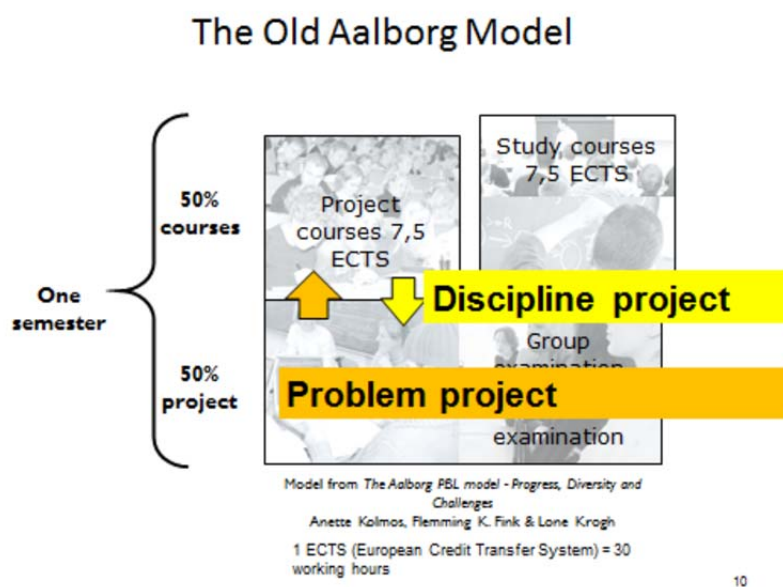 The Old Aalborg Model
50%
courses
One
semester
50%
project
Project
courses 7,5
ECTS
Study courses
7,5 ECTS
Discipline project
Group
examination
Problem project
examination
Model from The Aalborg PBL model - Progress, Diversity and
Challenges
Anette Kolmos, Flemming K. Fink & Lone Krogh
1 ECTS (European Credit Transfer System) = 30
working hours
10